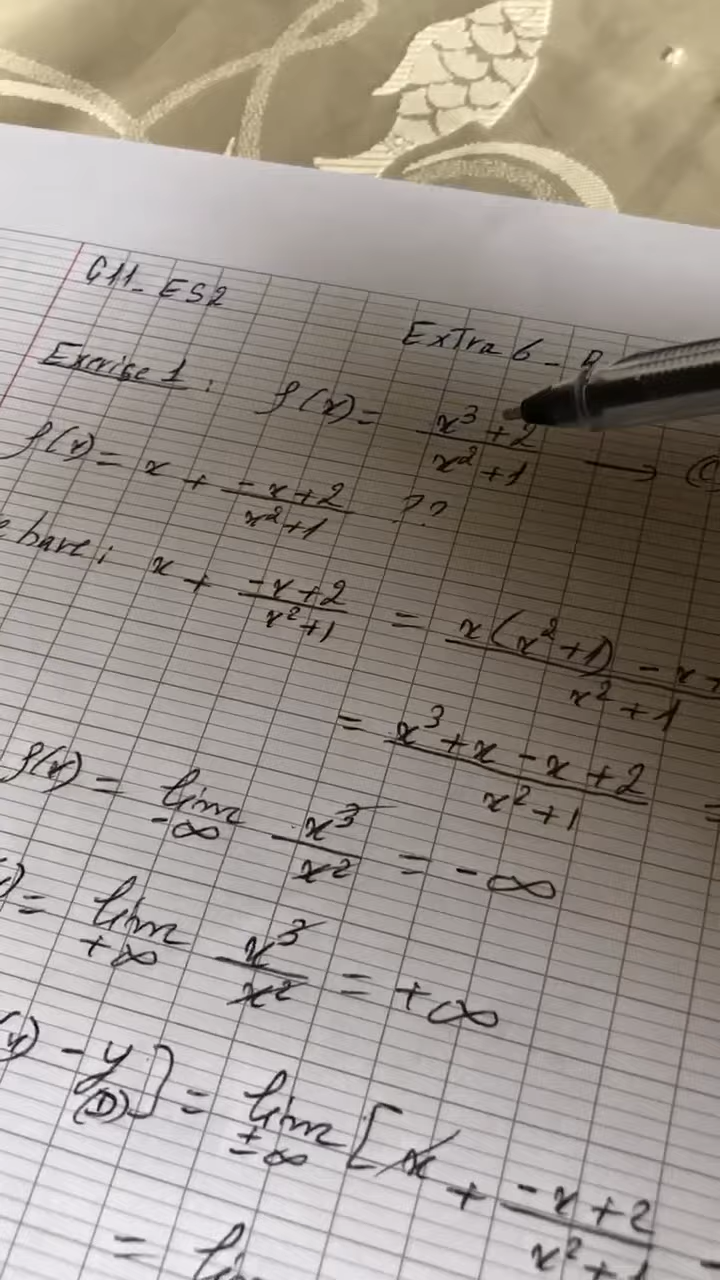 G11_ES2
Extra 6 -
Exercise 1 : f(x) = (x³+2)/(x²+1) → (C
f(x) = x + (-x+2)/(x²+1) ??
have: x + (-x+2)/(x²+1) = (x(x²+1) - x+)/(x²+1)
= (x³+x-x+2)/(x²+1) =
f(x) = lim -∞ x³/x² = -∞
) = lim +∞ x³/x² = +∞
) - y (D)] = lim ±∞ [x + (-x+2)/(x²+1) -
=